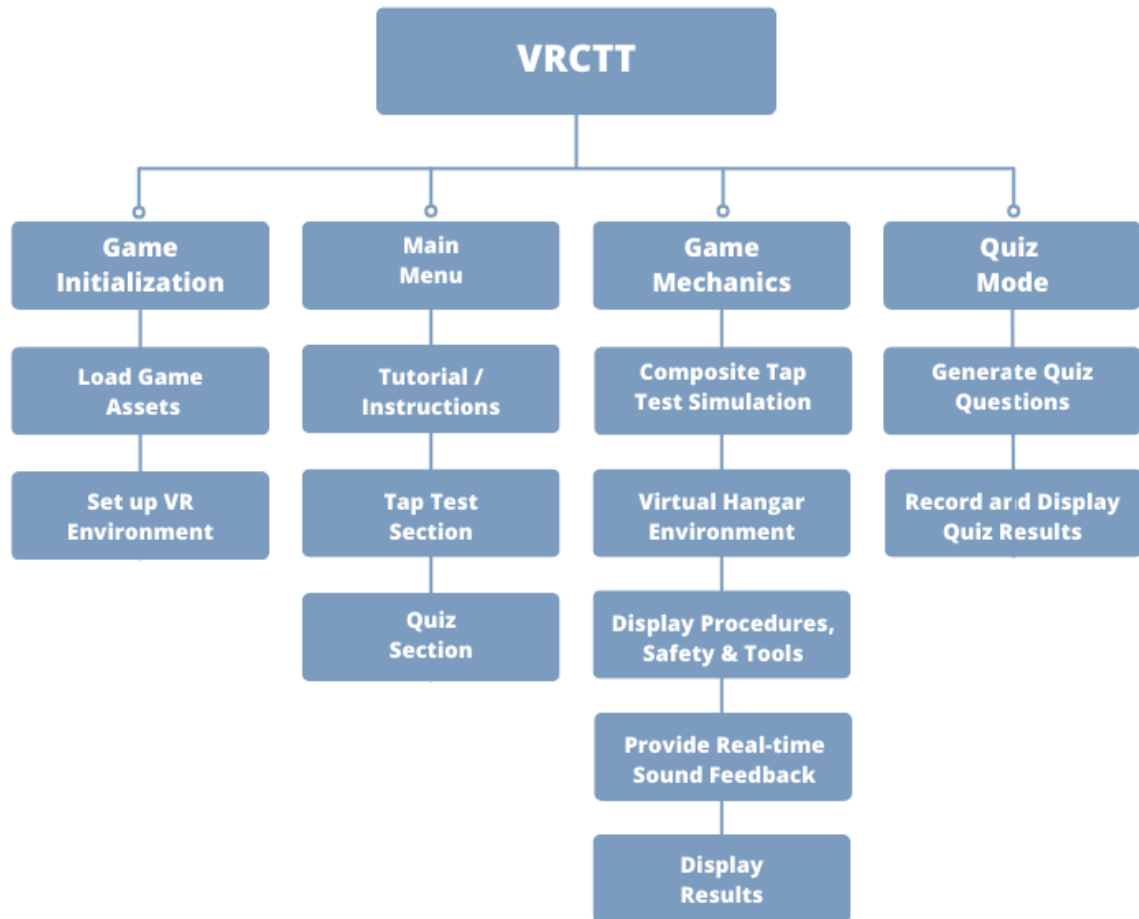 VRCTT
Game
Initialization
Load Game
Assets
Set up VR
Environment
Main
Menu
Tutorial /
Instructions
Tap Test
Section
Quiz
Section
Game
Mechanics
Composite Tap
Test Simulation
Virtual Hangar
Environment
Display Procedures,
Safety & Tools
Provide Real-time
Sound Feedback
Display
Results
Quiz
Mode
Generate Quiz
Questions
Record and Display
Quiz Results